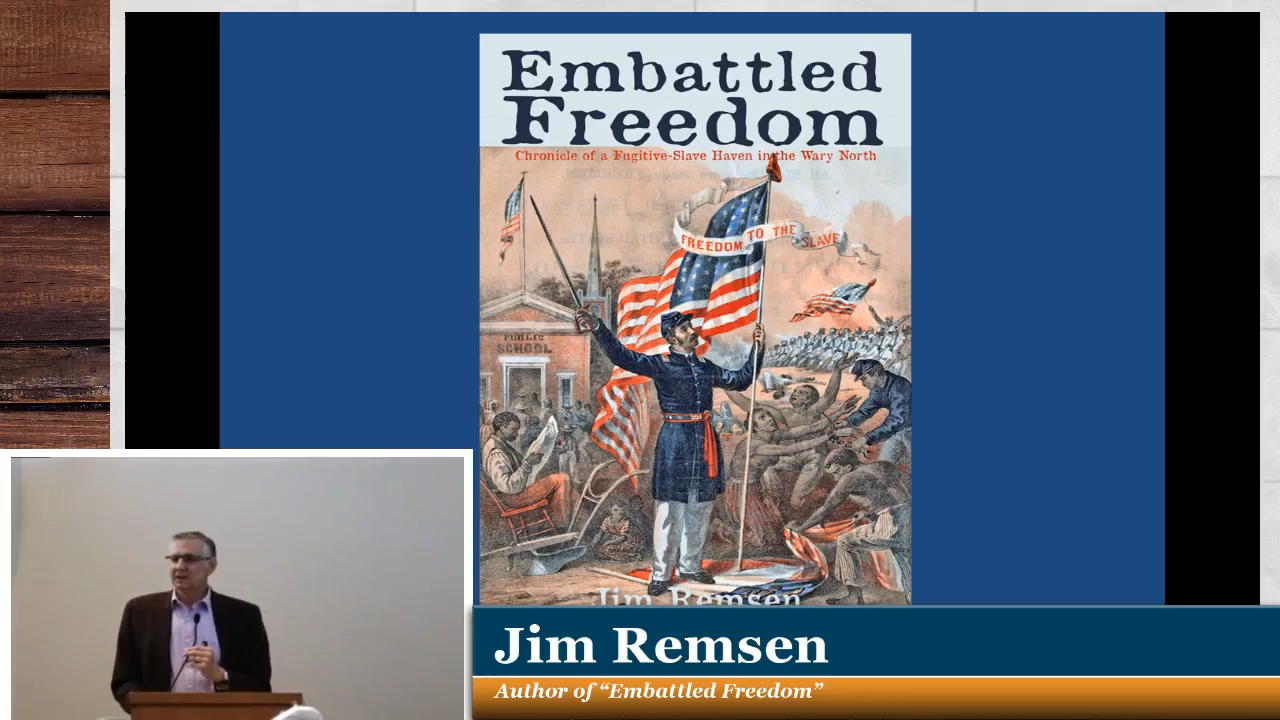 Embattled
Freedom
Chronicle of a Fugitive-Slave Haven in the Wary North
FREEDOM TO THE SLAVE
PUBLIC
SCHOOL
Jim Remsen
Jim Remsen
Author of “Embattled Freedom”